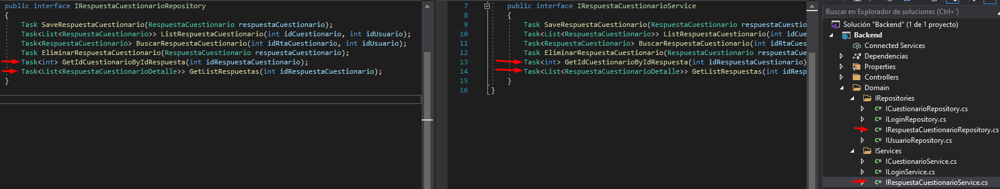 public interface IRespuestaCuestionarioRepository
{
Task SaveRespuestaCuestionario(RespuestaCuestionario respuestaCuestionario);
Task<List<RespuestaCuestionario>> ListRespuestaCuestionario(int idCuestionario, int idUsuario);
Task<RespuestaCuestionario> BuscarRespuestaCuestionario(int idRtaCuestionario, int idUsuario);
Task EliminarRespuestaCuestionario(RespuestaCuestionario respuestaCuestionario);
Task<int> GetIdCuestionarioByIdRespuesta(int idRespuestaCuestionario);
Task<List<RespuestaCuestionarioDetalle>> GetListRespuestas(int idRespuestaCuestionario);
}
7 public interface IRespuestaCuestionarioService
8 {
9 Task SaveRespuestaCuestionario(RespuestaCuestionario respuestaCuestio
10 Task<List<RespuestaCuestionario>> ListRespuestaCuestionario(int idCue
11 Task<RespuestaCuestionario> BuscarRespuestaCuestionario(int idRtaCues
12 Task EliminarRespuestaCuestionario(RespuestaCuestionario respuestaCue
13 Task<int> GetIdCuestionarioByIdRespuesta(int idRespuestaCuestionario)
14 Task<List<RespuestaCuestionarioDetalle>> GetListRespuestas(int idResp
15 }
16 }
Buscar en Explorador de soluciones (Ctrl+´)
Solución "Backend" (1 de 1 proyecto)
Backend
Connected Services
Dependencias
Properties
C# Controllers
Domain
IRepositories
C# ICuestionarioRepository.cs
C# ILoginRepository.cs
C# IRespuestaCuestionarioRepository.cs
C# IUsuarioRepository.cs
IServices
C# ICuestionarioService.cs
C# ILoginService.cs
C# IRespuestaCuestionarioService.cs